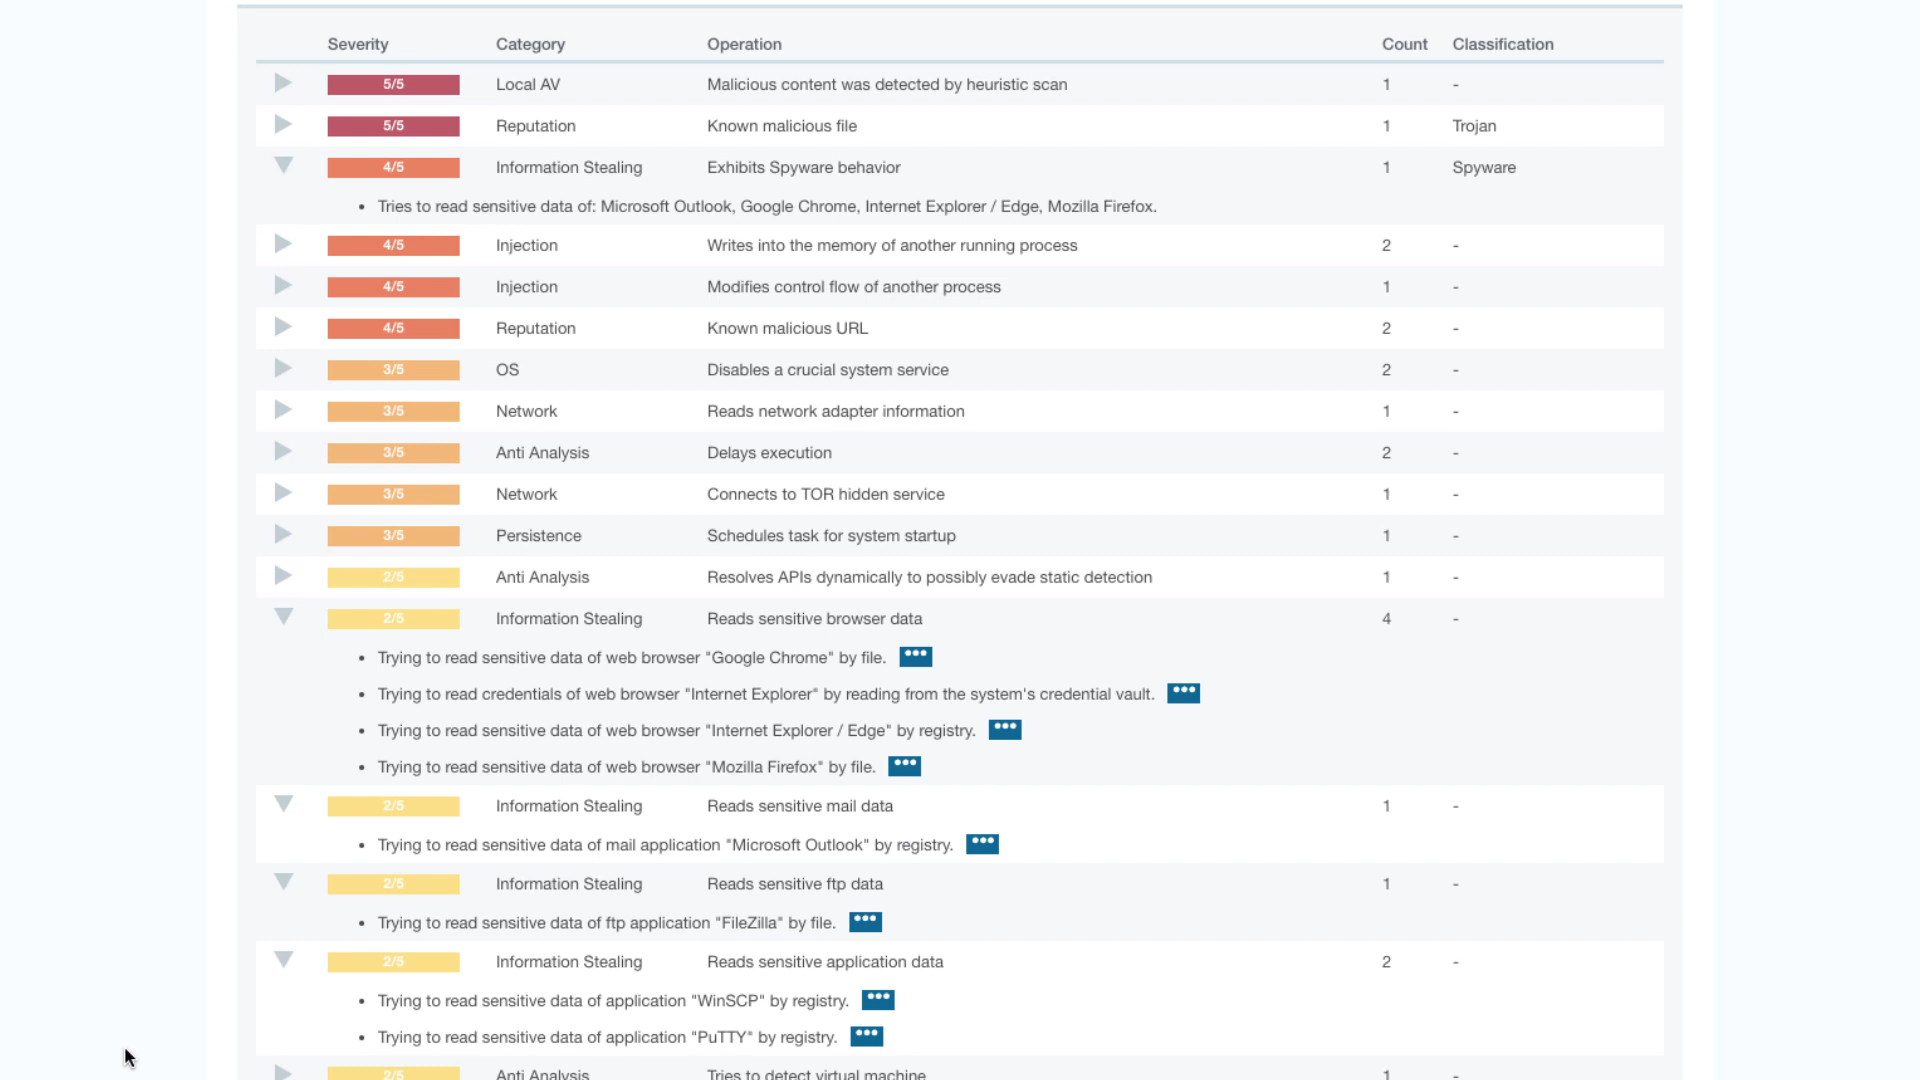 Severity Category Operation Count Classification
5/5 Local AV Malicious content was detected by heuristic scan 1 -
5/5 Reputation Known malicious file 1 Trojan
4/5 Information Stealing Exhibits Spyware behavior 1 Spyware
• Tries to read sensitive data of: Microsoft Outlook, Google Chrome, Internet Explorer / Edge, Mozilla Firefox.
4/5 Injection Writes into the memory of another running process 2 -
4/5 Injection Modifies control flow of another process 1 -
4/5 Reputation Known malicious URL 2 -
3/5 OS Disables a crucial system service 2 -
3/5 Network Reads network adapter information 1 -
3/5 Anti Analysis Delays execution 2 -
3/5 Network Connects to TOR hidden service 1 -
3/5 Persistence Schedules task for system startup 1 -
2/5 Anti Analysis Resolves APIs dynamically to possibly evade static detection 1 -
2/5 Information Stealing Reads sensitive browser data 4 -
• Trying to read sensitive data of web browser "Google Chrome" by file.
• Trying to read credentials of web browser "Internet Explorer" by reading from the system's credential vault.
• Trying to read sensitive data of web browser "Internet Explorer / Edge" by registry.
• Trying to read sensitive data of web browser "Mozilla Firefox" by file.
2/5 Information Stealing Reads sensitive mail data 1 -
• Trying to read sensitive data of mail application "Microsoft Outlook" by registry.
2/5 Information Stealing Reads sensitive ftp data 1 -
• Trying to read sensitive data of ftp application "FileZilla" by file.
2/5 Information Stealing Reads sensitive application data 2 -
• Trying to read sensitive data of application "WinSCP" by registry.
• Trying to read sensitive data of application "PuTTY" by registry.
2/5 Anti Analysis Tries to detect virtual machine 1 -